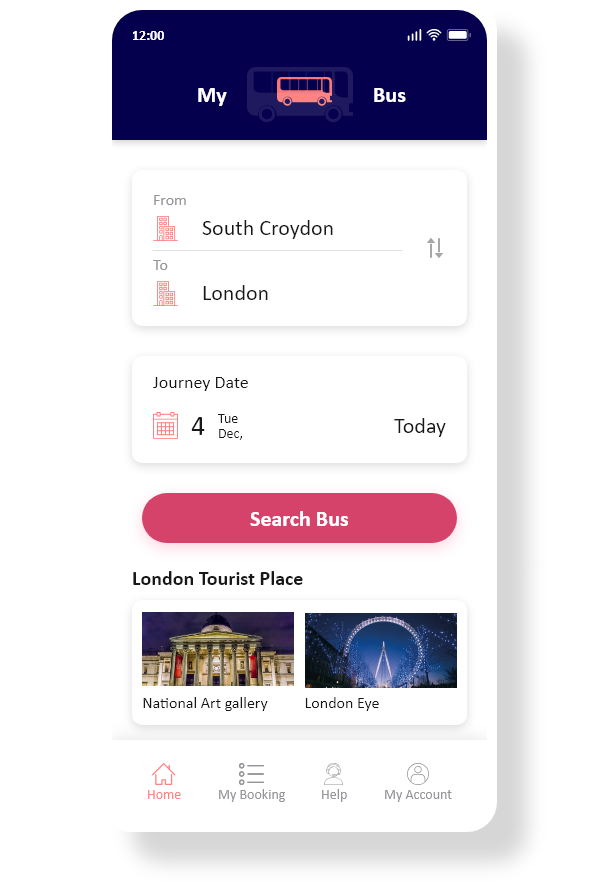 12:00
My Bus
From
South Croydon
To
London
Journey Date
4 Tue Dec, Today
Search Bus
London Tourist Place
National Art gallery London Eye
Home My Booking Help My Account